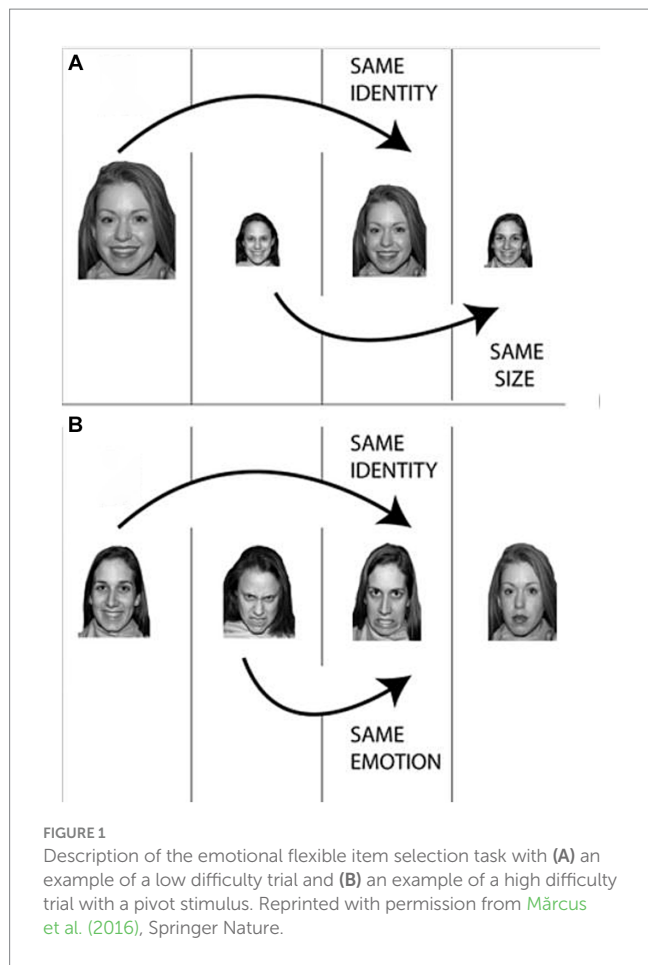 A
SAME
IDENTITY
SAME
SIZE
B
SAME
IDENTITY
SAME
EMOTION
FIGURE 1
Description of the emotional flexible item selection task with (A) an
example of a low difficulty trial and (B) an example of a high difficulty
trial with a pivot stimulus. Reprinted with permission from Mărcus
et al. (2016), Springer Nature.